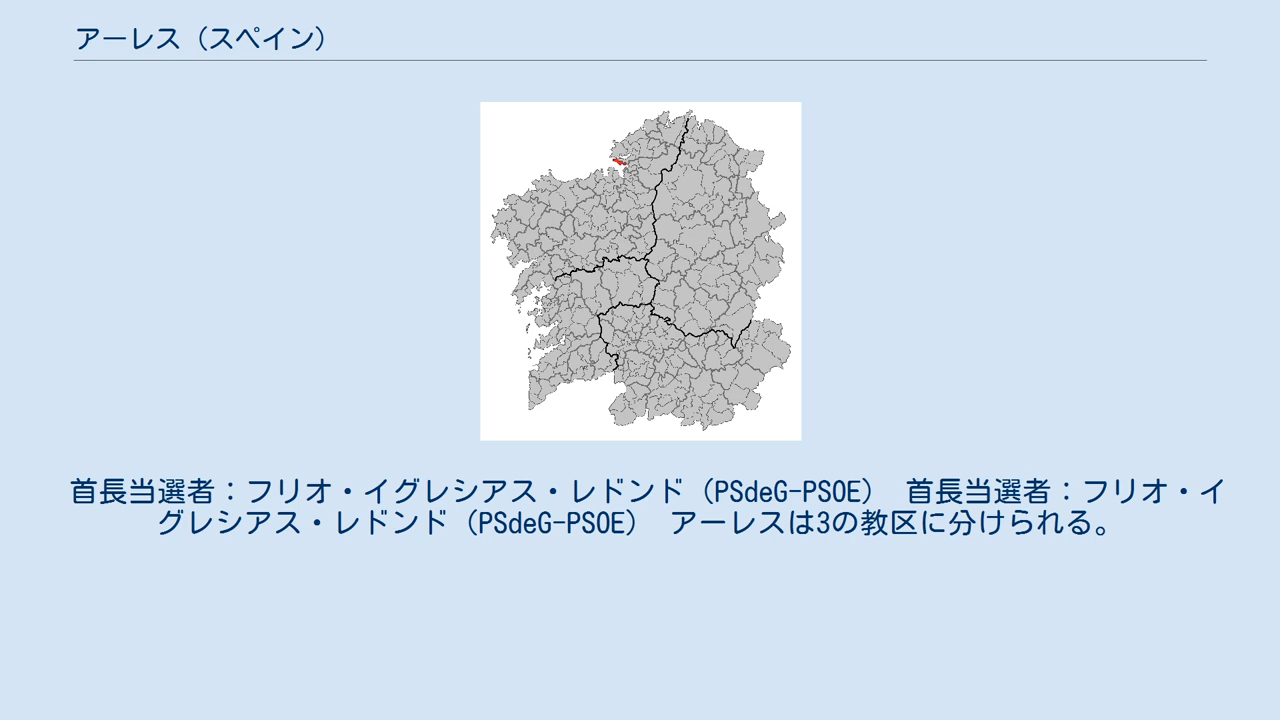 アーレス（スペイン）
首長当選者：フリオ・イグレシアス・レドンド（PSdeG-PSOE） 首長当選者：フリオ・イ
グレシアス・レドンド（PSdeG-PSOE） アーレスは3の教区に分けられる。